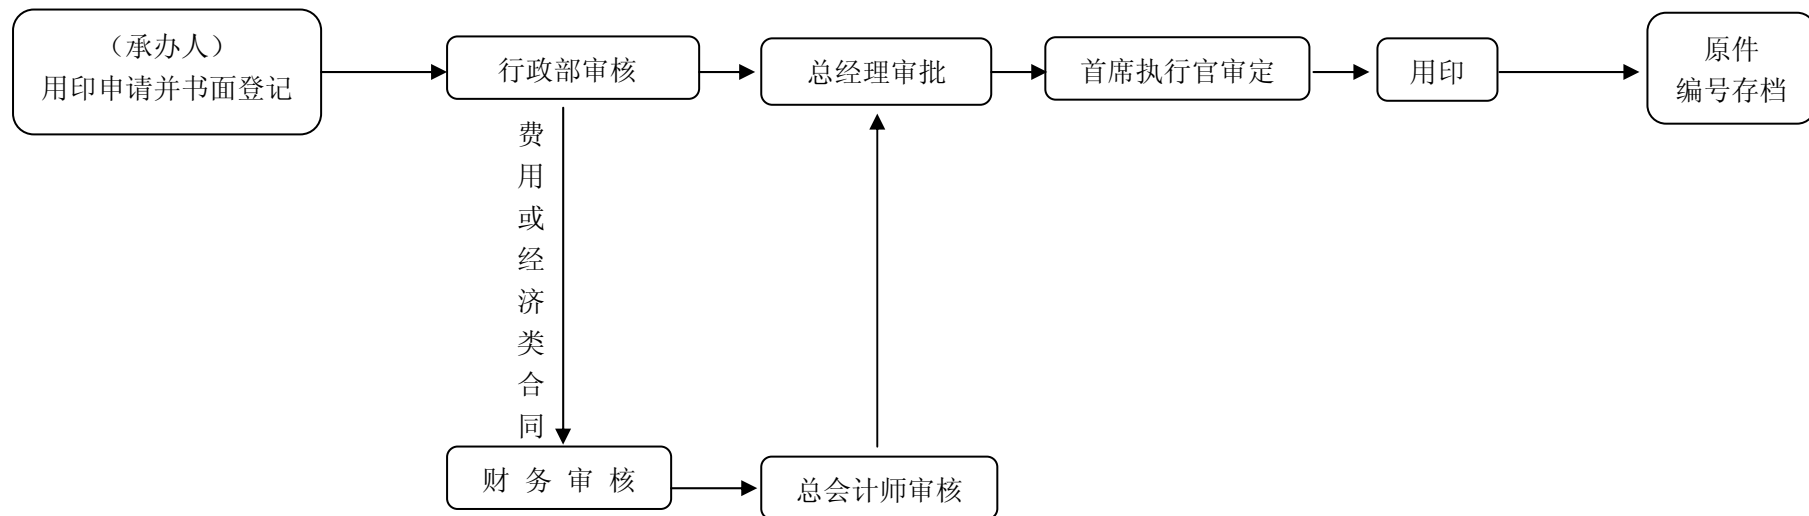 （承办人）
用印申请并书面登记
行政部审核
总经理审批
首席执行官审定
用印
原件
编号存档
费用或经济类合同
财务审核
总会计师审核